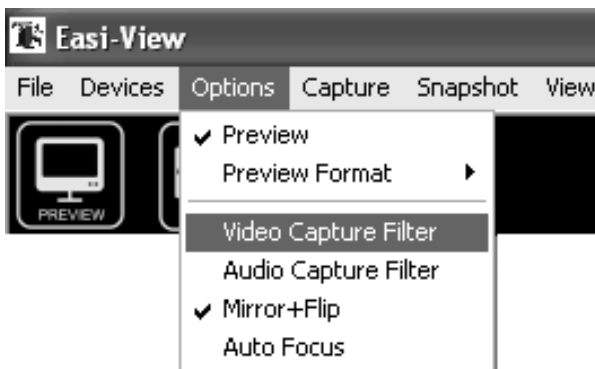 Easi-View
File Devices Options Capture Snapshot View
PREVIEW
Preview
Preview Format
Video Capture Filter
Audio Capture Filter
Mirror+Flip
Auto Focus